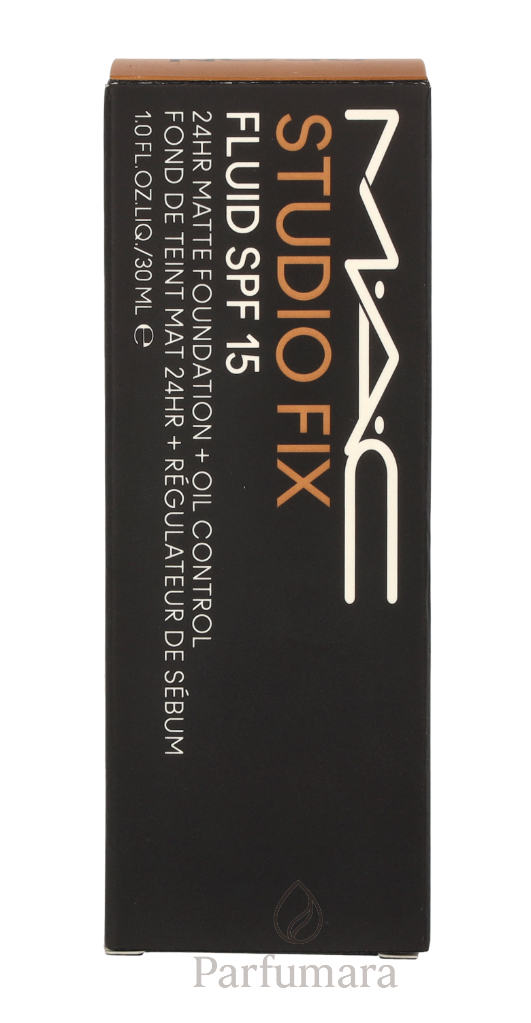 MAC
STUDIO FIX
FLUID SPF 15
24HR MATTE FOUNDATION + OIL CONTROL
FOND DE TEINT MAT 24HR + RÉGULATEUR DE SÉBUM
1.0 FL.OZ.LIQ./30 ML ℮
Parfumara